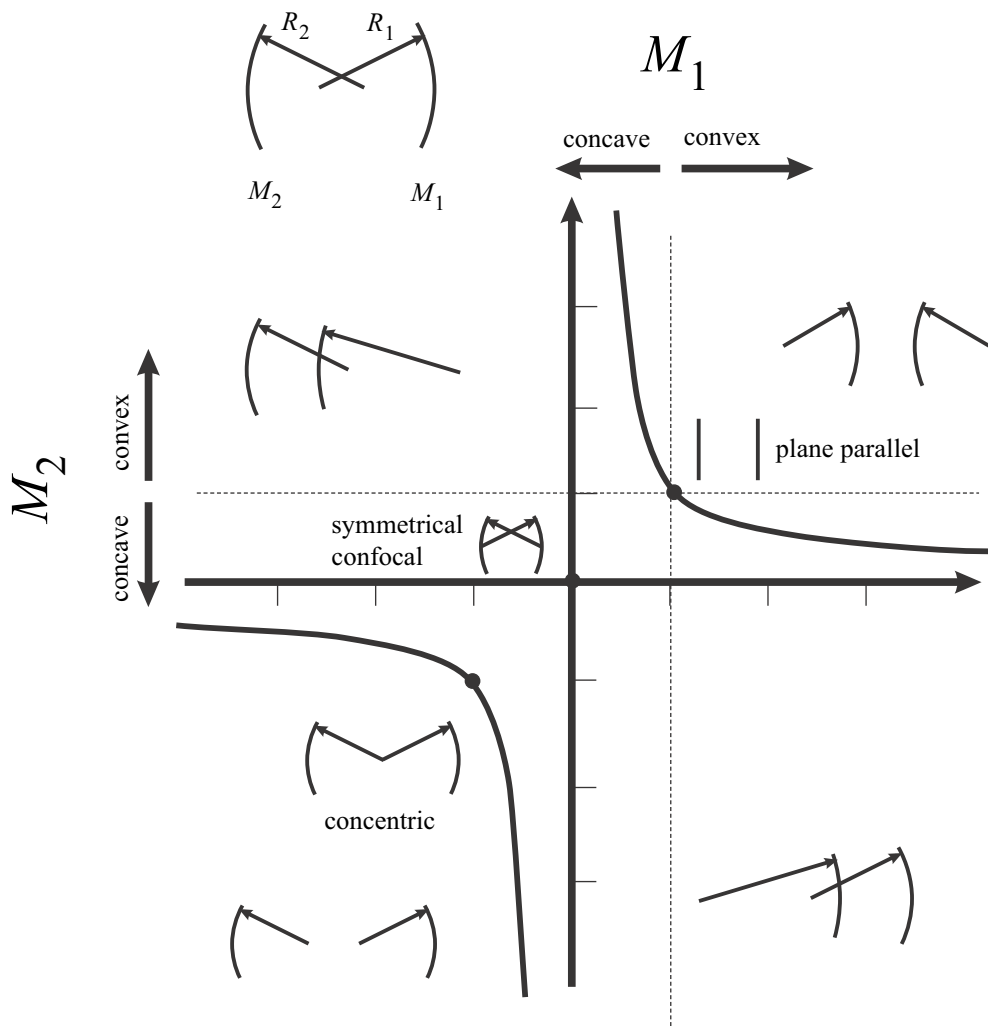 R2 R1
M1
concave convex
M2 M1
convex
plane parallel
M2
symmetrical
confocal
concave
concentric